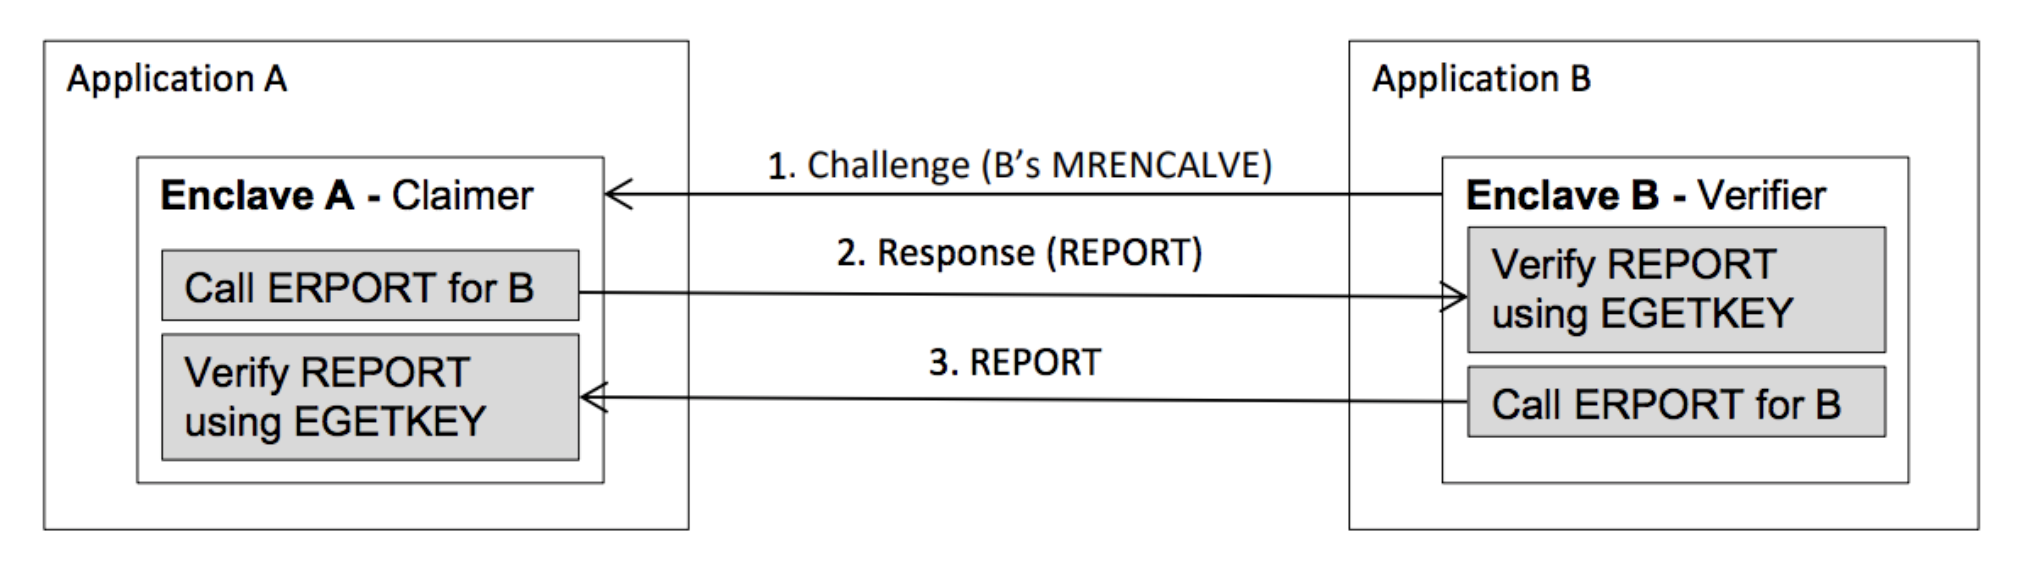 Application A
Enclave A - Claimer
Call ERPORT for B
Verify REPORT
using EGETKEY
1. Challenge (B's MRENCALVE)
2. Response (REPORT)
3. REPORT
Application B
Enclave B - Verifier
Verify REPORT
using EGETKEY
Call ERPORT for B